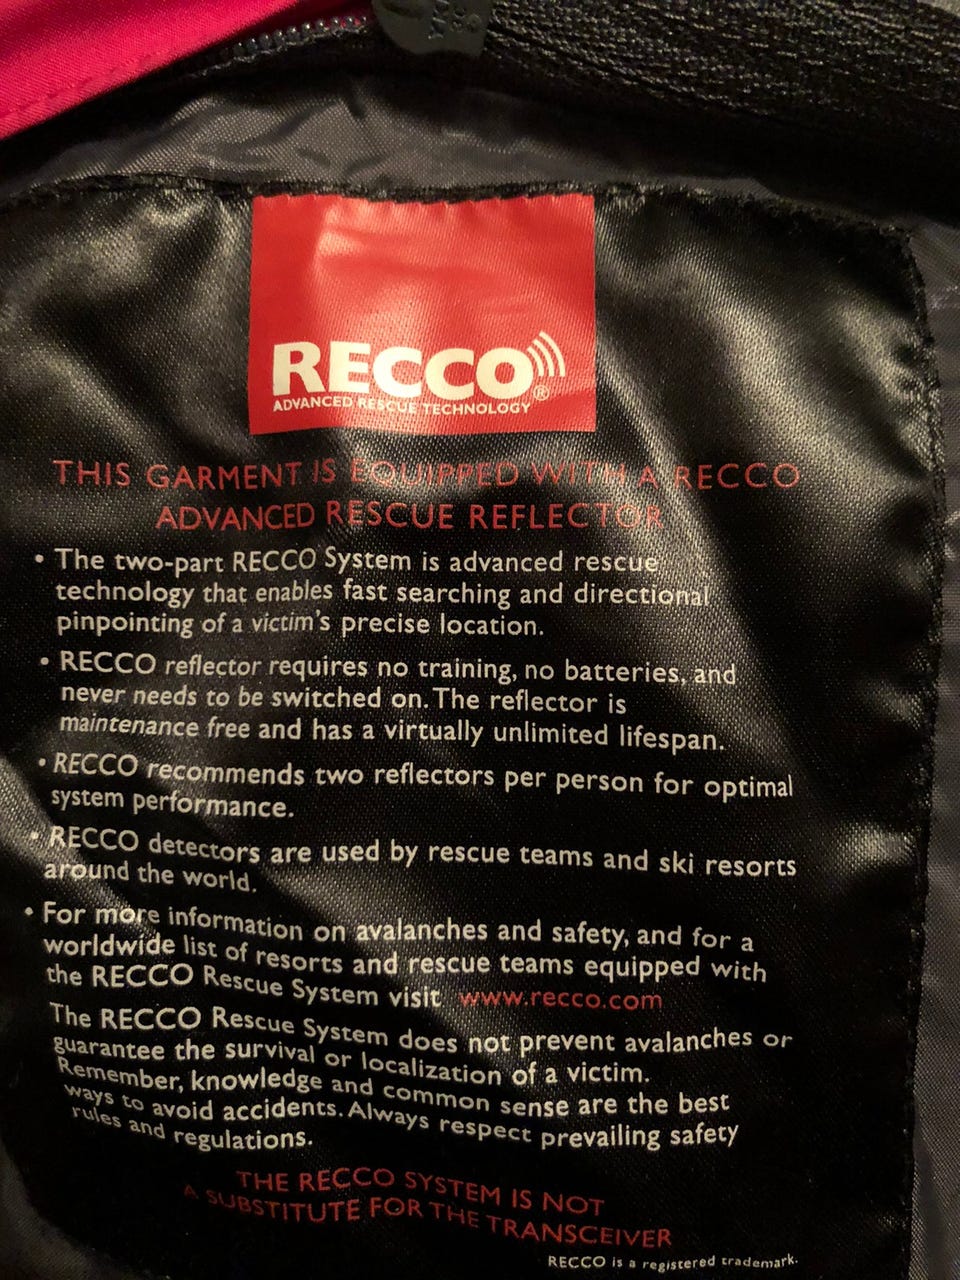 RECCO®
ADVANCED RESCUE TECHNOLOGY
THIS GARMENT IS EQUIPPED WITH A RECCO
ADVANCED RESCUE REFLECTOR
• The two-part RECCO System is advanced rescue
technology that enables fast searching and directional
pinpointing of a victim's precise location.
• RECCO reflector requires no training, no batteries, and
never needs to be switched on. The reflector is
maintenance free and has a virtually unlimited lifespan.
• RECCO recommends two reflectors per person for optimal
system performance.
• RECCO detectors are used by rescue teams and ski resorts
around the world.
• For more information on avalanches and safety, and for a
worldwide list of resorts and rescue teams equipped with
the RECCO Rescue System visit www.recco.com
The RECCO Rescue System does not prevent avalanches or
guarantee the survival or localization of a victim.
Remember, knowledge and common sense are the best
ways to avoid accidents. Always respect prevailing safety
rules and regulations.
THE RECCO SYSTEM IS NOT
A SUBSTITUTE FOR THE TRANSCEIVER
RECCO is a registered trademark.